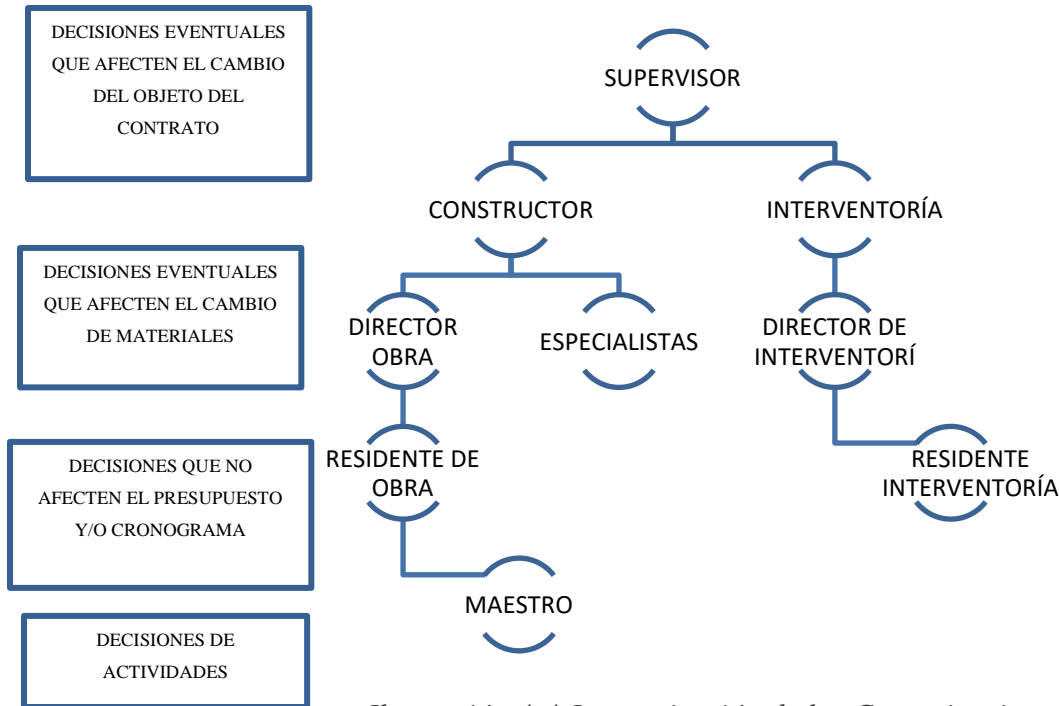 DECISIONES EVENTUALES
QUE AFECTEN EL CAMBIO
DEL OBJETO DEL
CONTRATO
SUPERVISOR
CONSTRUCTOR
INTERVENTORÍA
DECISIONES EVENTUALES
QUE AFECTEN EL CAMBIO
DE MATERIALES
DIRECTOR
OBRA
ESPECIALISTAS
DIRECTOR DE
INTERVENTORÍ
DECISIONES QUE NO
AFECTEN EL PRESUPUESTO
Y/O CRONOGRAMA
RESIDENTE DE
OBRA
RESIDENTE
INTERVENTORÍA
MAESTRO
DECISIONES DE
ACTIVIDADES